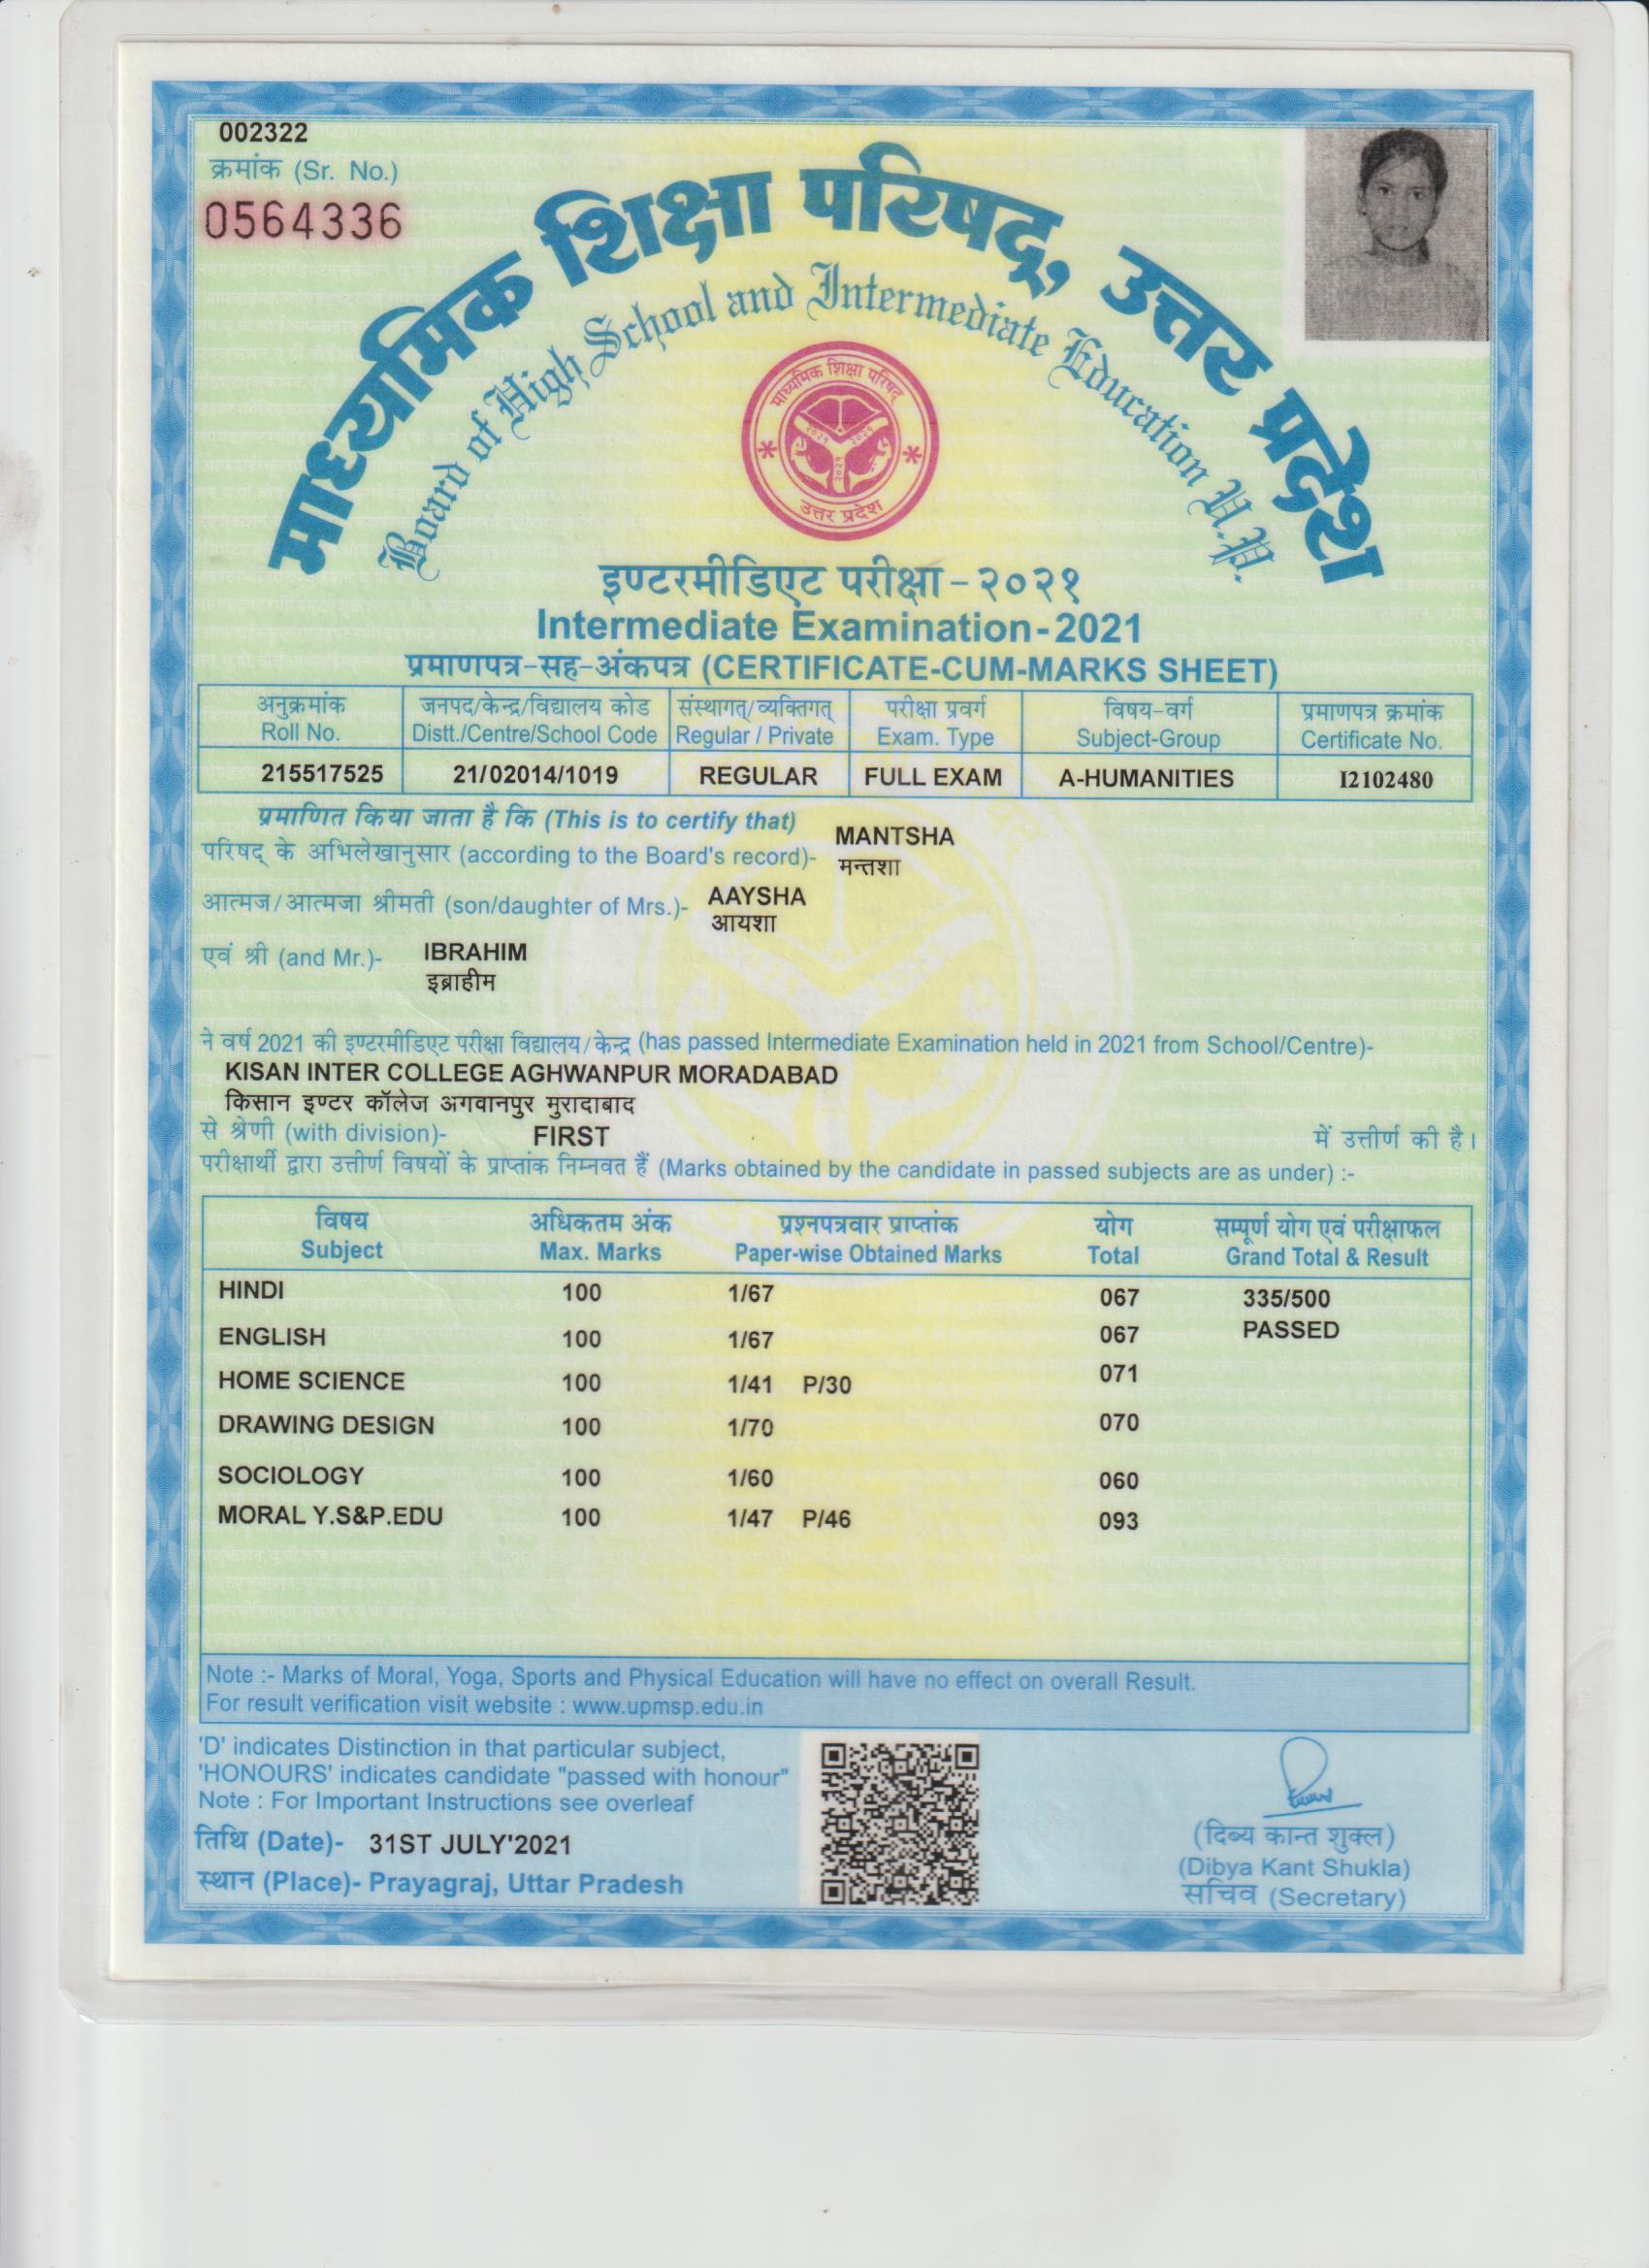 002322
क्रमांक (Sr. No.)
0564336
माध्यमिक शिक्षा परिषद्, उत्तर प्रदेश
Board of High School and Intermediate Education U.P.
माध्यमिक शिक्षा परिषद्
२०२१ २०२१
२०२१
उत्तर प्रदेश
इण्टरमीडिएट परीक्षा - २०२१
Intermediate Examination - 2021
प्रमाणपत्र-सह-अंकपत्र (CERTIFICATE-CUM-MARKS SHEET)
अनुक्रमांक जनपद/केन्द्र/विद्यालय कोड संस्थागत्/व्यक्तिगत् परीक्षा प्रवर्ग विषय-वर्ग प्रमाणपत्र क्रमांक
Roll No. Distt./Centre/School Code Regular / Private Exam. Type Subject-Group Certificate No.
215517525 21/02014/1019 REGULAR FULL EXAM A-HUMANITIES I2102480
प्रमाणित किया जाता है कि (This is to certify that)
परिषद् के अभिलेखानुसार (according to the Board's record)- MANTSHA
मन्तशा
आत्मज/आत्मजा श्रीमती (son/daughter of Mrs.)- AAYSHA
आयशा
एवं श्री (and Mr.)- IBRAHIM
इब्राहीम
ने वर्ष 2021 की इण्टरमीडिएट परीक्षा विद्यालय/केन्द्र (has passed Intermediate Examination held in 2021 from School/Centre)-
KISAN INTER COLLEGE AGHWANPUR MORADABAD
किसान इण्टर कॉलेज अगवानपुर मुरादाबाद
से श्रेणी (with division)- FIRST में उत्तीर्ण की है।
परीक्षार्थी द्वारा उत्तीर्ण विषयों के प्राप्तांक निम्नवत हैं (Marks obtained by the candidate in passed subjects are as under) :-
विषय अधिकतम अंक प्रश्नपत्रवार प्राप्तांक योग सम्पूर्ण योग एवं परीक्षाफल
Subject Max. Marks Paper-wise Obtained Marks Total Grand Total & Result
HINDI 100 1/67 067 335/500
ENGLISH 100 1/67 067 PASSED
HOME SCIENCE 100 1/41 P/30 071
DRAWING DESIGN 100 1/70 070
SOCIOLOGY 100 1/60 060
MORAL Y.S&P.EDU 100 1/47 P/46 093
Note :- Marks of Moral, Yoga, Sports and Physical Education will have no effect on overall Result.
For result verification visit website : www.upmsp.edu.in
'D' indicates Distinction in that particular subject,
'HONOURS' indicates candidate "passed with honour"
Note : For Important Instructions see overleaf
तिथि (Date)- 31ST JULY'2021
स्थान (Place)- Prayagraj, Uttar Pradesh
(दिव्य कान्त शुक्ल)
(Dibya Kant Shukla)
सचिव (Secretary)